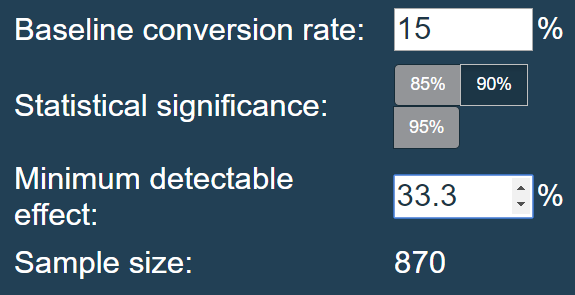 Baseline conversion rate: 15 %
Statistical significance: 85% 90%
95%
Minimum detectable
effect: 33.3 %
Sample size: 870